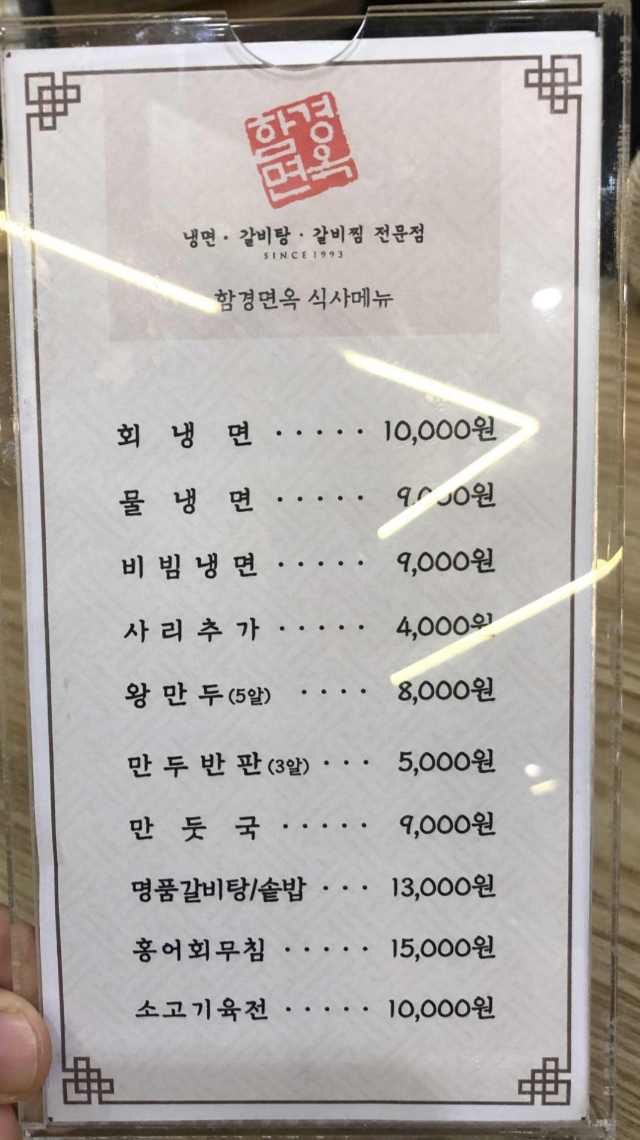 함경
면옥
냉면 · 갈비탕 · 갈비찜 전문점
SINCE 1993
함경면옥 식사메뉴
회 냉 면 ····· 10,000원
물 냉 면 ····· 9,000원
비 빔 냉 면 ····· 9,000원
사 리 추 가 ····· 4,000원
왕 만 두 (5알) ···· 8,000원
만 두 반 판 (3알) ··· 5,000원
만 둣 국 ····· 9,000원
명품갈비탕/솥밥 ··· 13,000원
홍어회무침 ····· 15,000원
소고기육전 ····· 10,000원